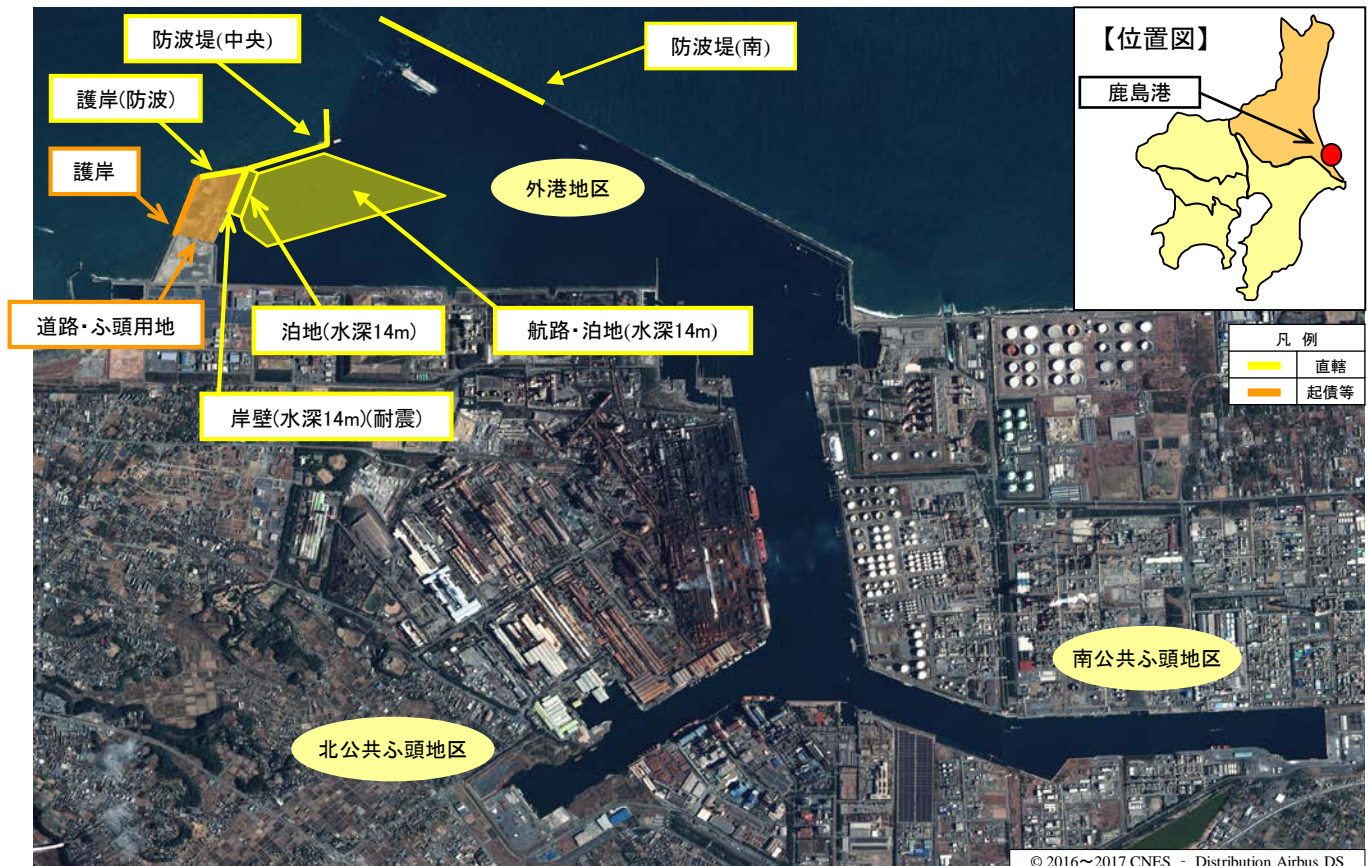 防波堤(中央)
防波堤(南)
護岸(防波)
護岸
外港地区
道路・ふ頭用地
泊地(水深14m)
航路・泊地(水深14m)
岸壁(水深14m)(耐震)
【位置図】
鹿島港
凡 例
直轄
起債等
南公共ふ頭地区
北公共ふ頭地区
© 2016～2017 CNES - Distribution Airbus DS